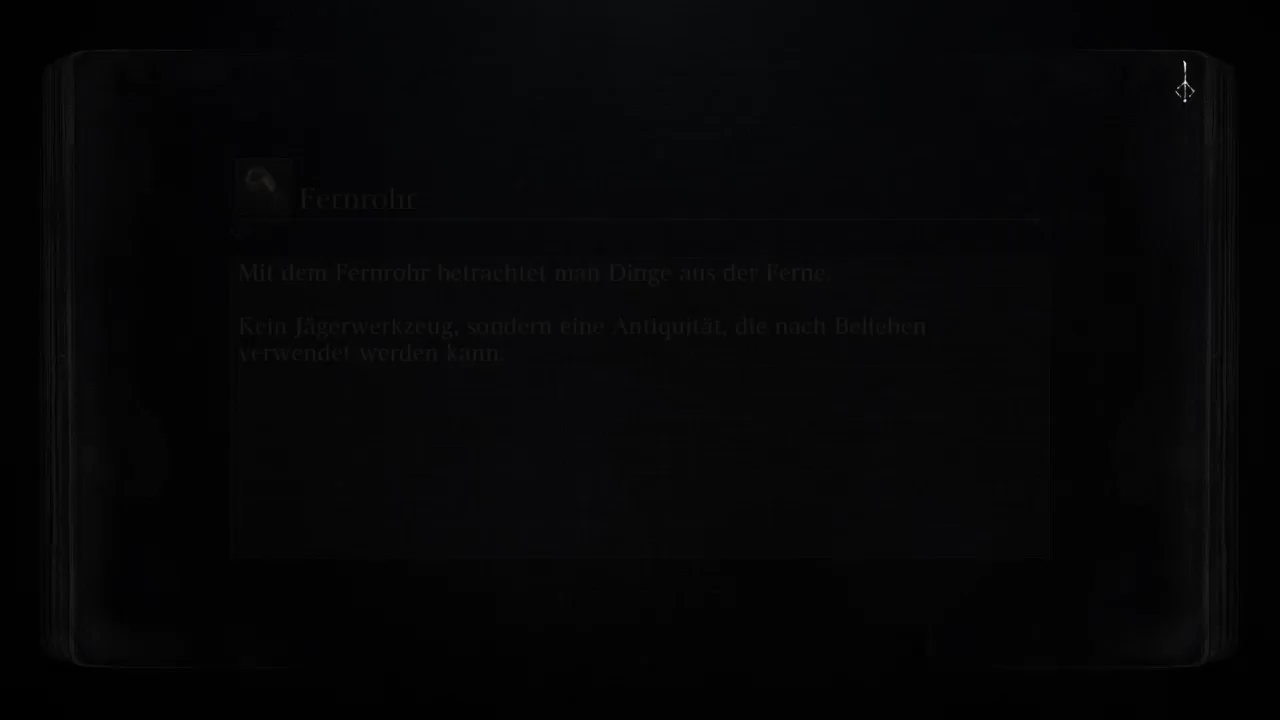 Fernrohr
Mit dem Fernrohr betrachtet man Dinge aus der Ferne.
Kein Jägerwerkzeug, sondern eine Antiquität, die nach Belieben
verwendet werden kann.